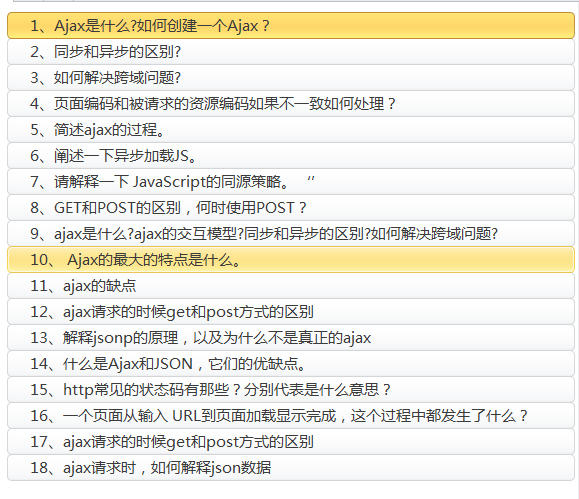 1、Ajax是什么?如何创建一个Ajax？
2、同步和异步的区别?
3、如何解决跨域问题?
4、页面编码和被请求的资源编码如果不一致如何处理？
5、简述ajax的过程。
6、阐述一下异步加载JS。
7、请解释一下 JavaScript的同源策略。 “
8、GET和POST的区别，何时使用POST？
9、ajax是什么?ajax的交互模型?同步和异步的区别?如何解决跨域问题?
10、 Ajax的最大的特点是什么。
11、ajax的缺点
12、ajax请求的时候get和post方式的区别
13、解释jsonp的原理，以及为什么不是真正的ajax
14、什么是Ajax和JSON，它们的优缺点。
15、http常见的状态码有那些？分别代表是什么意思？
16、一个页面从输入 URL到页面加载显示完成，这个过程中都发生了什么？
17、ajax请求的时候get和post方式的区别
18、ajax请求时，如何解释json数据